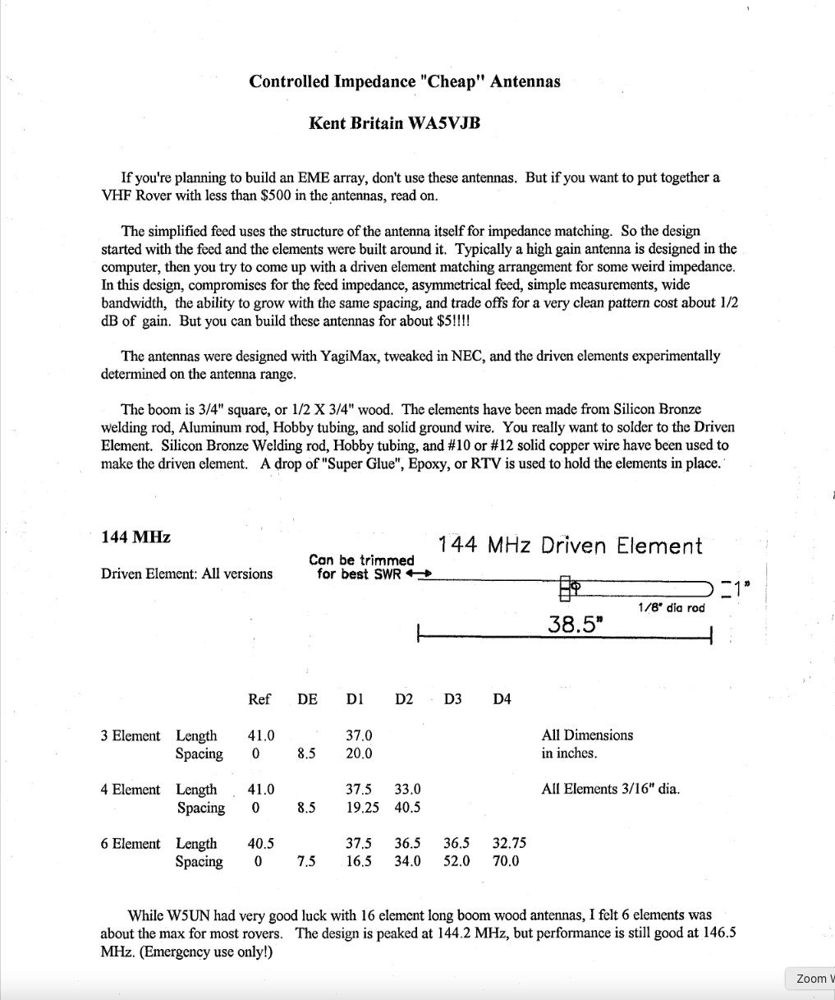 Controlled Impedance "Cheap" Antennas
Kent Britain WA5VJB
If you're planning to build an EME array, don't use these antennas. But if you want to put together a
VHF Rover with less than $500 in the antennas, read on.
The simplified feed uses the structure of the antenna itself for impedance matching. So the design
started with the feed and the elements were built around it. Typically a high gain antenna is designed in the
computer, then you try to come up with a driven element matching arrangement for some weird impedance.
In this design, compromises for the feed impedance, asymmetrical feed, simple measurements, wide
bandwidth, the ability to grow with the same spacing, and trade offs for a very clean pattern cost about 1/2
dB of gain. But you can build these antennas for about $5!!!!
The antennas were designed with YagiMax, tweaked in NEC, and the driven elements experimentally
determined on the antenna range.
The boom is 3/4" square, or 1/2 X 3/4" wood. The elements have been made from Silicon Bronze
welding rod, Aluminum rod, Hobby tubing, and solid ground wire. You really want to solder to the Driven
Element. Silicon Bronze Welding rod, Hobby tubing, and #10 or #12 solid copper wire have been used to
make the driven element. A drop of "Super Glue", Epoxy, or RTV is used to hold the elements in place.
144 MHz
144 MHz Driven Element
Can be trimmed
for best SWR
Driven Element: All versions
1"
1/8" dia rod
38.5"
Ref DE D1 D2 D3 D4
3 Element Length 41.0 37.0 All Dimensions
Spacing 0 8.5 20.0 in inches.
4 Element Length 41.0 37.5 33.0 All Elements 3/16" dia.
Spacing 0 8.5 19.25 40.5
6 Element Length 40.5 37.5 36.5 36.5 32.75
Spacing 0 7.5 16.5 34.0 52.0 70.0
While W5UN had very good luck with 16 element long boom wood antennas, I felt 6 elements was
about the max for most rovers. The design is peaked at 144.2 MHz, but performance is still good at 146.5
MHz. (Emergency use only!)
Zoom